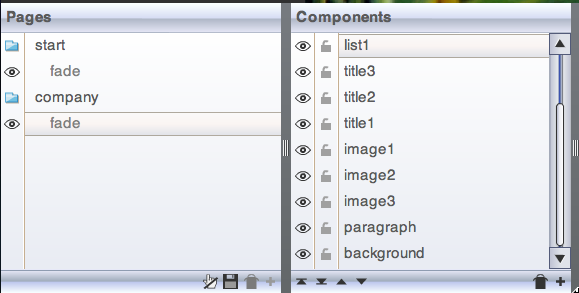 Pages
start
fade
company
fade
Components
list1
title3
title2
title1
image1
image2
image3
paragraph
background